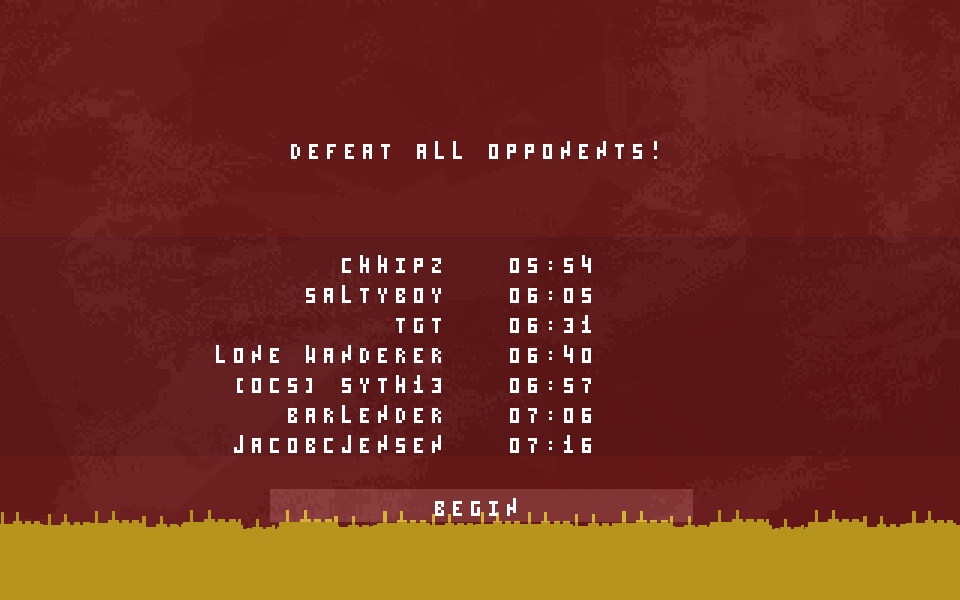 DEFEAT ALL OPPONENTS!
CHHIPZ 05:54
SALTYBOY 06:05
TGT 06:31
LONE WANDERER 06:40
[OCS] SYTH13 06:57
BARLENDER 07:06
JACOBCJENSEN 07:16
BEGIN